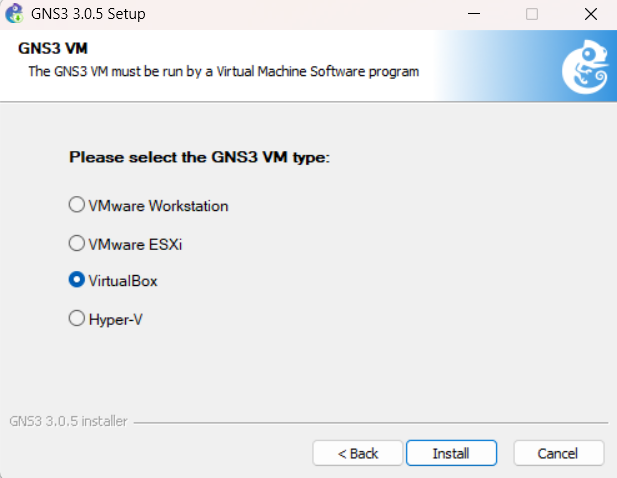 GNS3 3.0.5 Setup
GNS3 VM
The GNS3 VM must be run by a Virtual Machine Software program
Please select the GNS3 VM type:
VMware Workstation
VMware ESXi
VirtualBox
Hyper-V
GNS3 3.0.5 installer
< Back
Install
Cancel